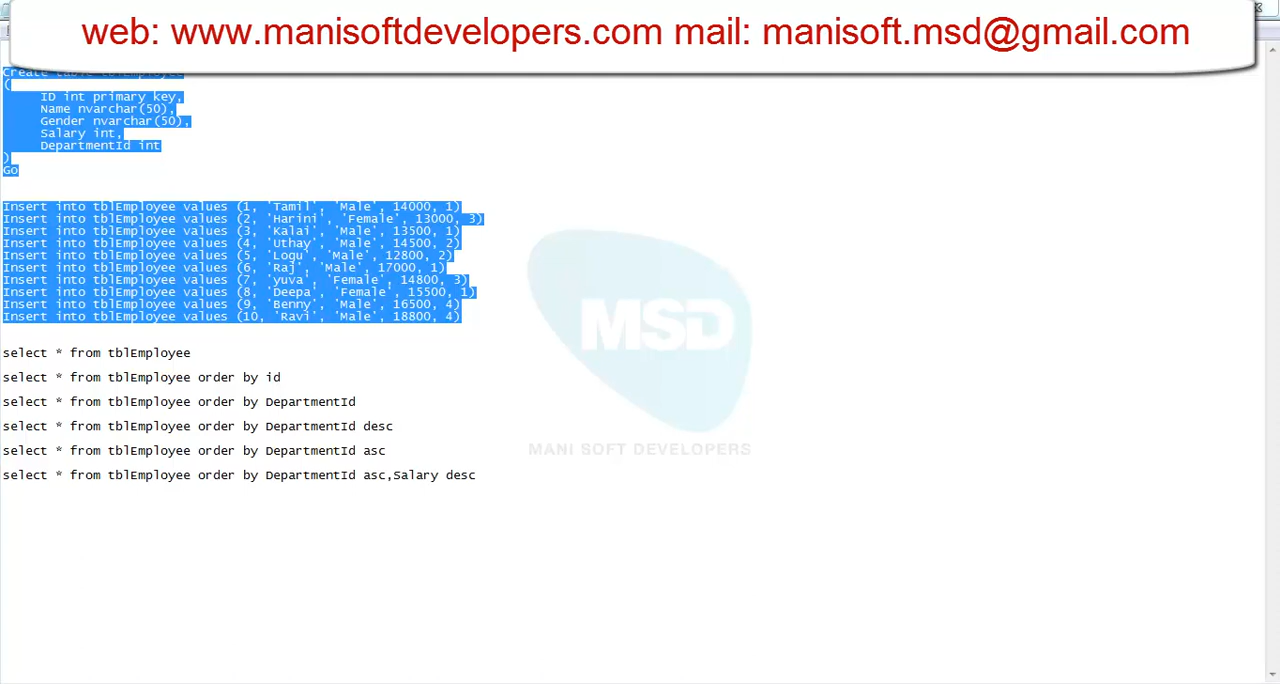 web: www.manisoftdevelopers.com mail: manisoft.msd@gmail.com
Create table tblEmployee
(
ID int primary key,
Name nvarchar(50),
Gender nvarchar(50),
Salary int,
DepartmentId int
)
Go
Insert into tblEmployee values (1, 'Tamil', 'Male', 14000, 1)
Insert into tblEmployee values (2, 'Harini', 'Female', 13000, 3)
Insert into tblEmployee values (3, 'Kalai', 'Male', 13500, 1)
Insert into tblEmployee values (4, 'Uthay', 'Male', 14500, 2)
Insert into tblEmployee values (5, 'Logu', 'Male', 12800, 2)
Insert into tblEmployee values (6, 'Raj', 'Male', 17000, 1)
Insert into tblEmployee values (7, 'yuva', 'Female', 14800, 3)
Insert into tblEmployee values (8, 'Deepa', 'Female', 15500, 1)
Insert into tblEmployee values (9, 'Benny', 'Male', 16500, 4)
Insert into tblEmployee values (10, 'Ravi', 'Male', 18800, 4)
select * from tblEmployee
select * from tblEmployee order by id
select * from tblEmployee order by DepartmentId
select * from tblEmployee order by DepartmentId desc
select * from tblEmployee order by DepartmentId asc
select * from tblEmployee order by DepartmentId asc,Salary desc
MSD
MANI SOFT DEVELOPERS